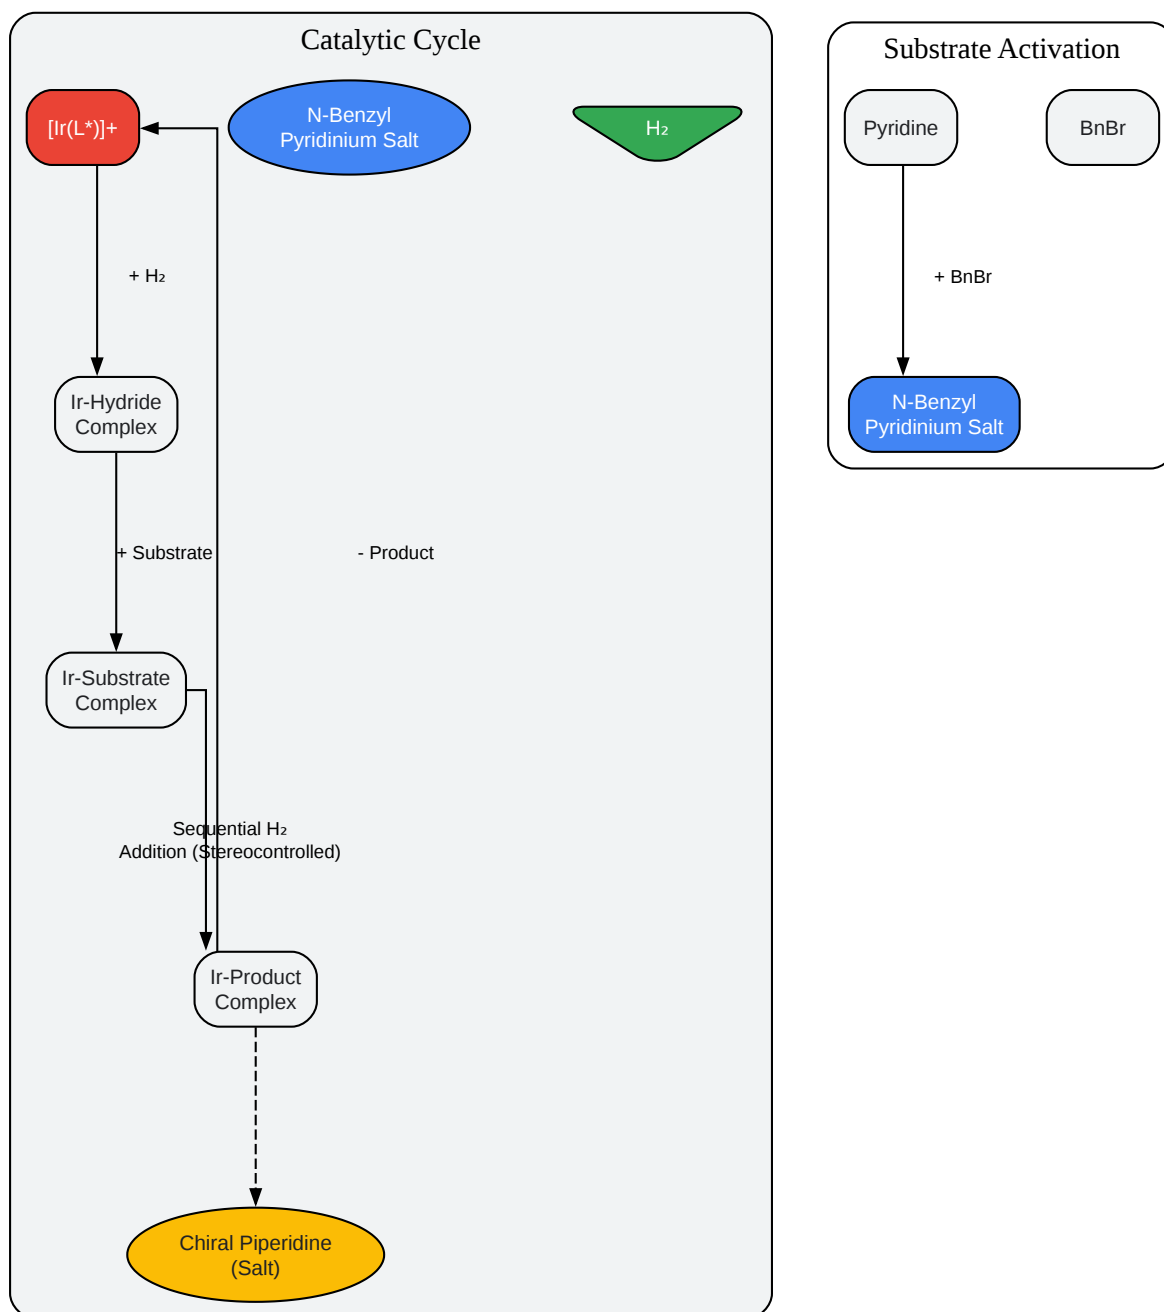 Catalytic Cycle
[Ir(L*)]+
N-Benzyl
Pyridinium Salt
H₂
+ H₂
Ir-Hydride
Complex
+ Substrate
- Product
Ir-Substrate
Complex
Sequential H₂
Addition (Stereocontrolled)
Ir-Product
Complex
Chiral Piperidine
(Salt)
Substrate Activation
Pyridine
BnBr
+ BnBr
N-Benzyl
Pyridinium Salt